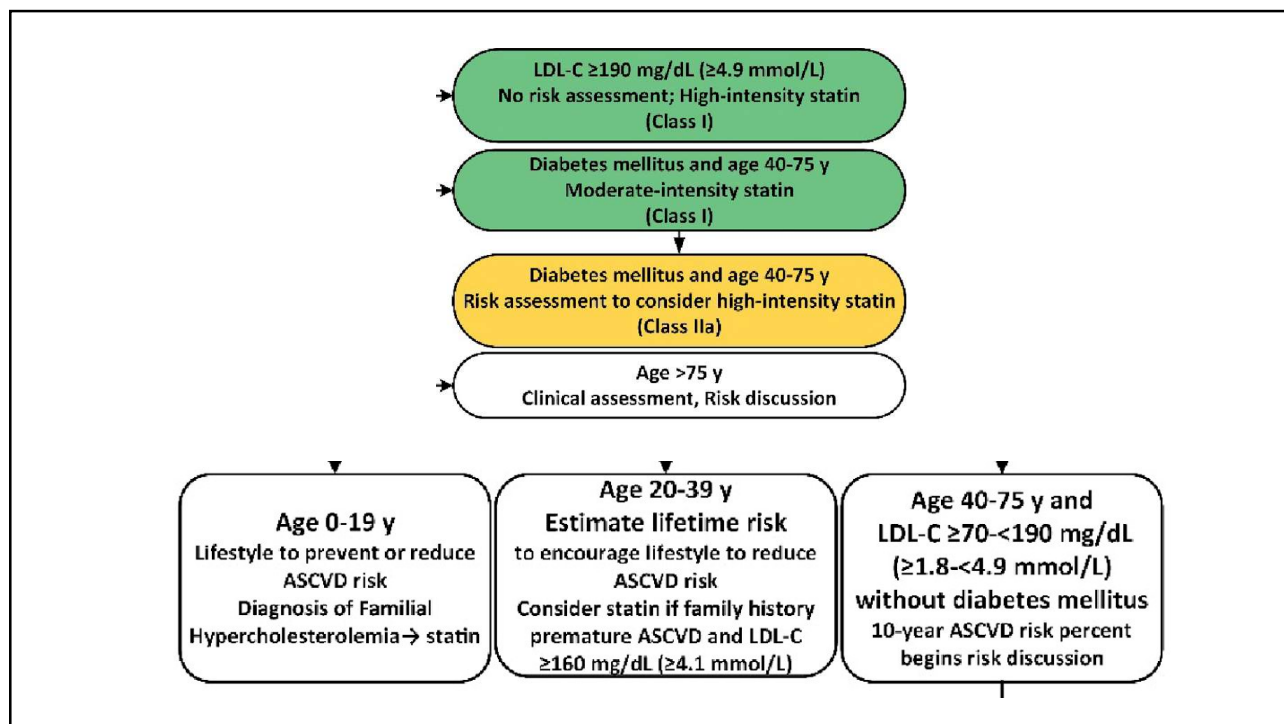 LDL-C ≥190 mg/dL (≥4.9 mmol/L)
No risk assessment; High-intensity statin
(Class I)
Diabetes mellitus and age 40-75 y
Moderate-intensity statin
(Class I)
Diabetes mellitus and age 40-75 y
Risk assessment to consider high-intensity statin
(Class IIa)
Age >75 y
Clinical assessment, Risk discussion
Age 0-19 y
Lifestyle to prevent or reduce
ASCVD risk
Diagnosis of Familial
Hypercholesterolemia→ statin
Age 20-39 y
Estimate lifetime risk
to encourage lifestyle to reduce
ASCVD risk
Consider statin if family history
premature ASCVD and LDL-C
≥160 mg/dL (≥4.1 mmol/L)
Age 40-75 y and
LDL-C ≥70-<190 mg/dL
(≥1.8-<4.9 mmol/L)
without diabetes mellitus
10-year ASCVD risk percent
begins risk discussion